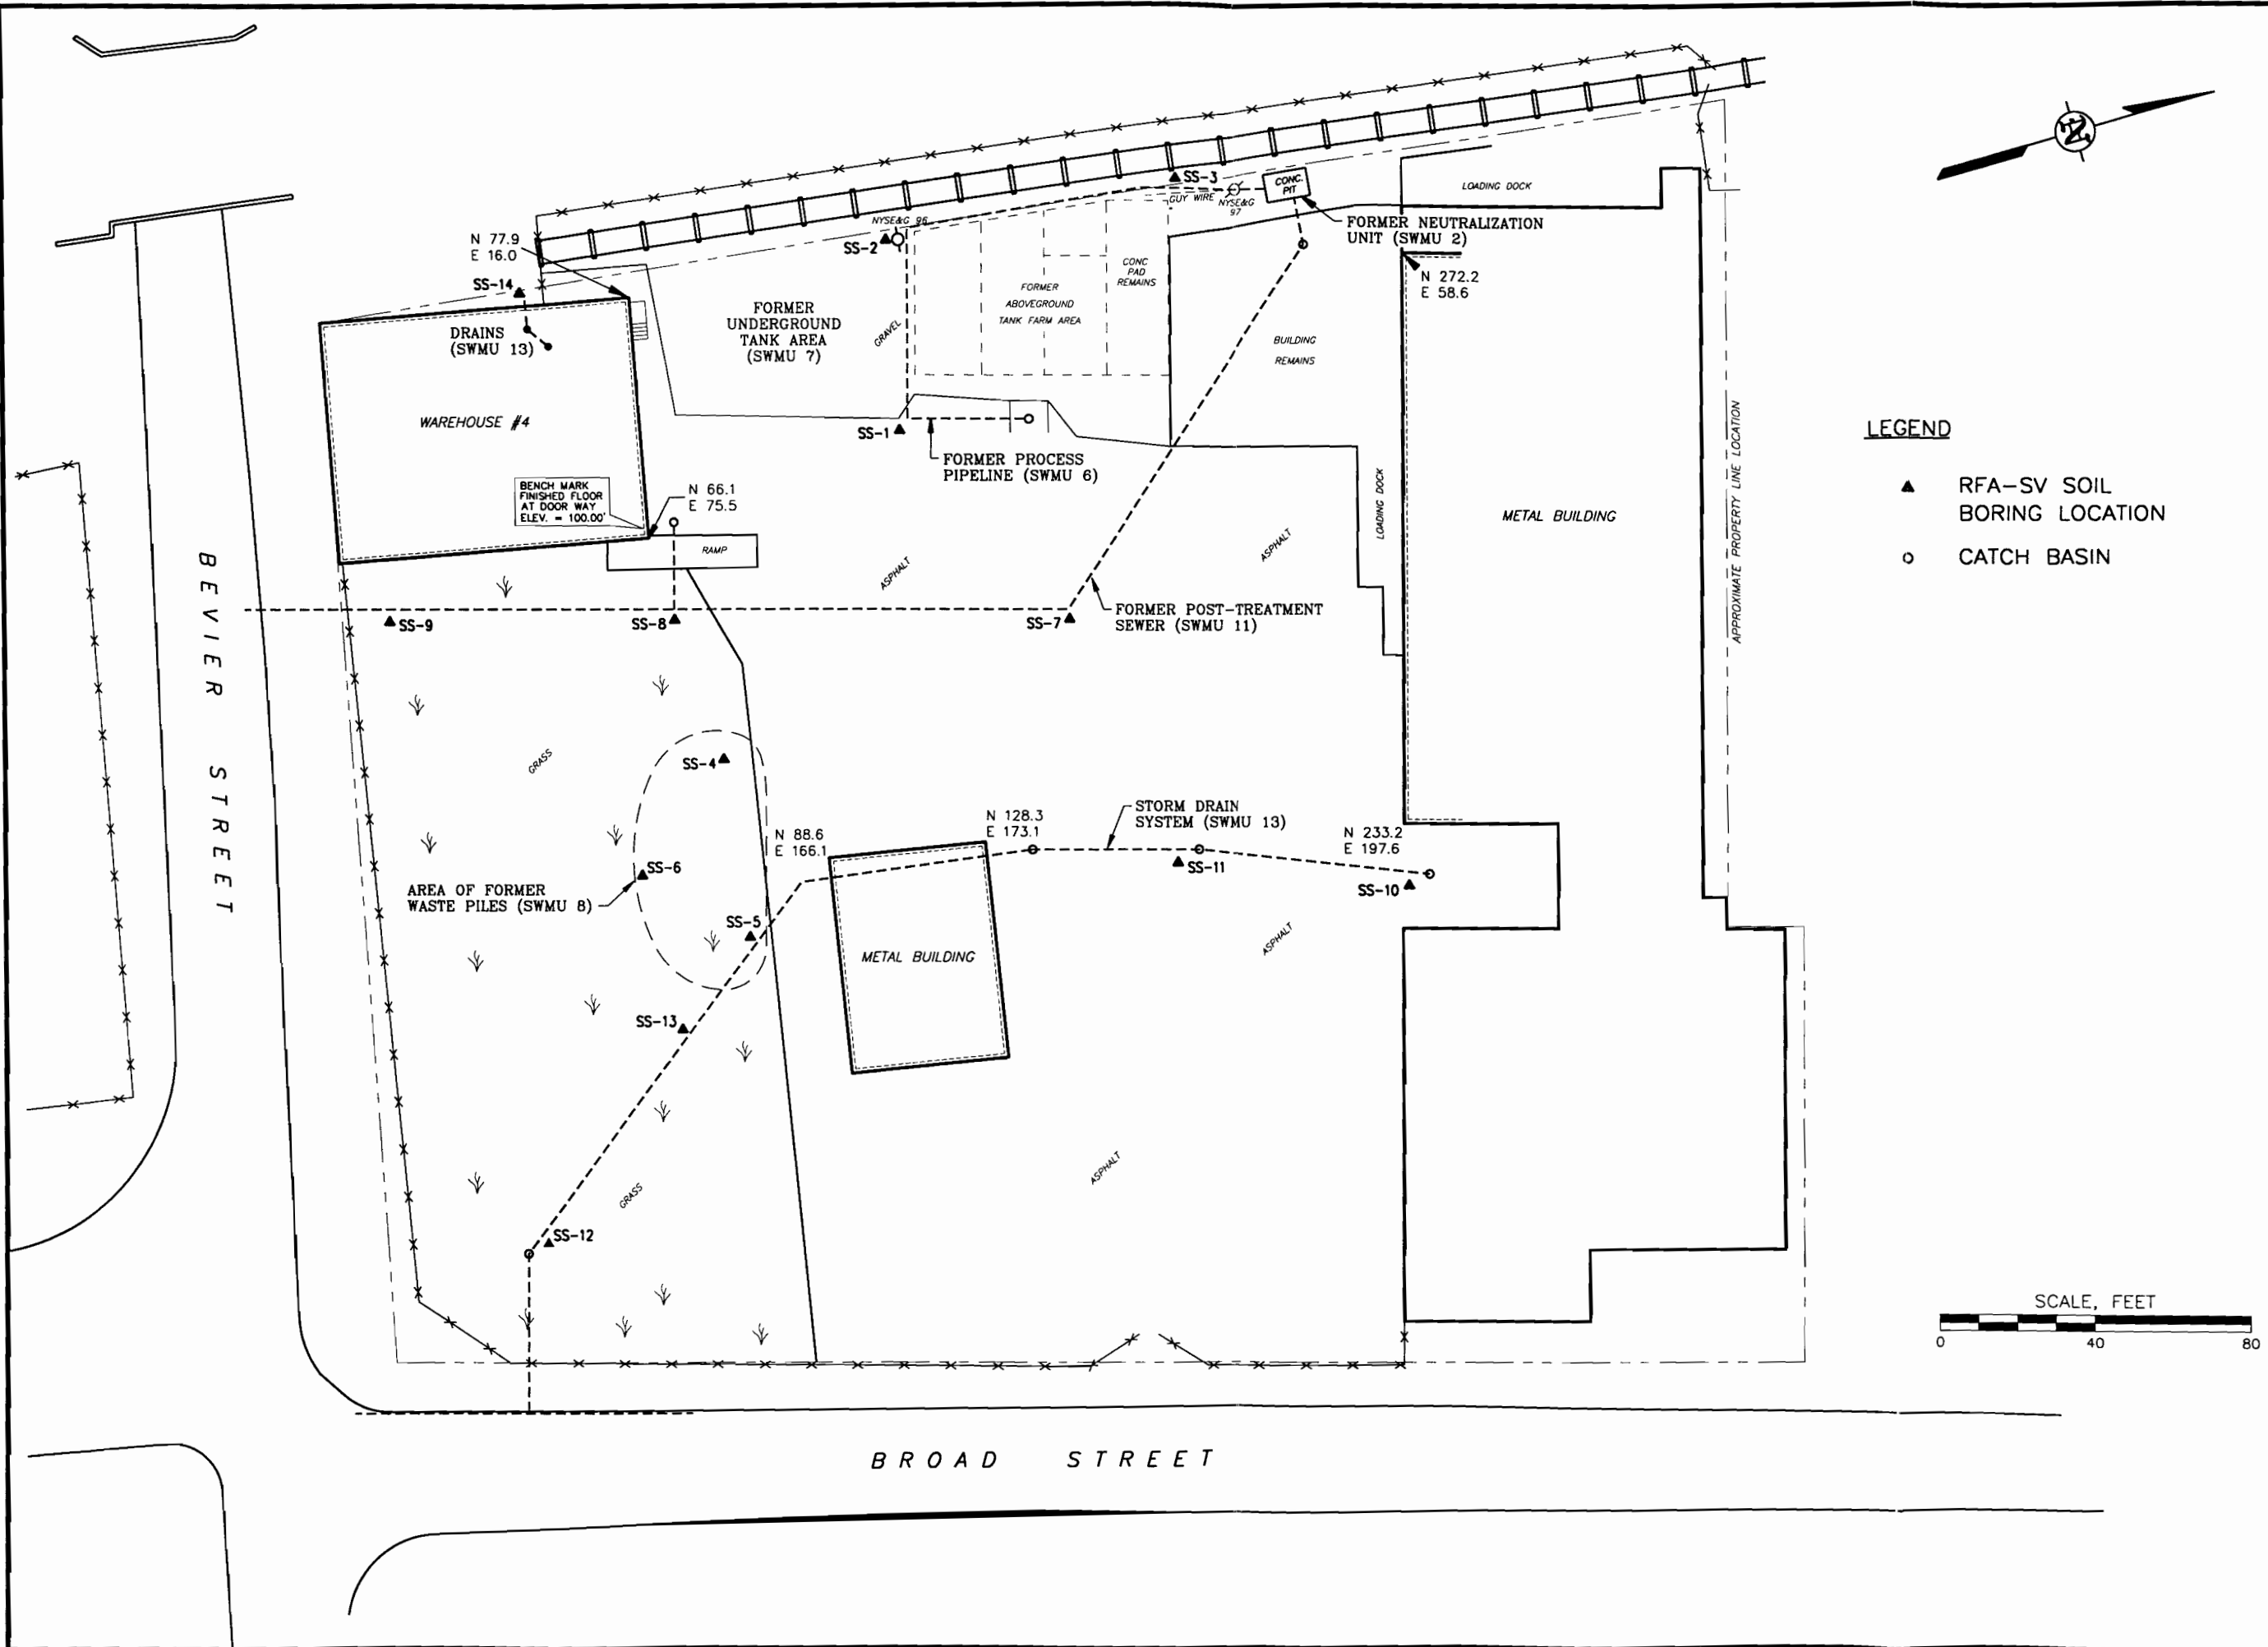 N 77.9
E 16.0
SS-14
DRAINS
(SWMU 13)
WAREHOUSE #4
BENCH MARK
FINISHED FLOOR
AT DOOR WAY
ELEV. = 100.00'
N 66.1
E 75.5
RAMP
FORMER
UNDERGROUND
TANK AREA
(SWMU 7)
NYSE&G 96
SS-2
GRAVEL
SS-1
FORMER PROCESS
PIPELINE (SWMU 6)
FORMER
ABOVEGROUND
TANK FARM AREA
CONC
PAD
REMAINS
SS-3
GUY WIRE
NYSE&G
97
CONC.
PIT
FORMER NEUTRALIZATION
UNIT (SWMU 2)
LOADING DOCK
N 272.2
E 58.6
BUILDING
REMAINS
LOADING DOCK
METAL BUILDING
APPROXIMATE PROPERTY LINE LOCATION
N
LEGEND
RFA-SV SOIL
BORING LOCATION
CATCH BASIN
ASPHALT
ASPHALT
SS-9
SS-8
SS-7
FORMER POST-TREATMENT
SEWER (SWMU 11)
BEVIER STREET
GRASS
SS-4
SS-6
AREA OF FORMER
WASTE PILES (SWMU 8)
SS-5
N 88.6
E 166.1
N 128.3
E 173.1
STORM DRAIN
SYSTEM (SWMU 13)
N 233.2
E 197.6
SS-11
SS-10
METAL BUILDING
ASPHALT
SS-13
ASPHALT
GRASS
SS-12
SCALE, FEET
0 40 80
BROAD STREET